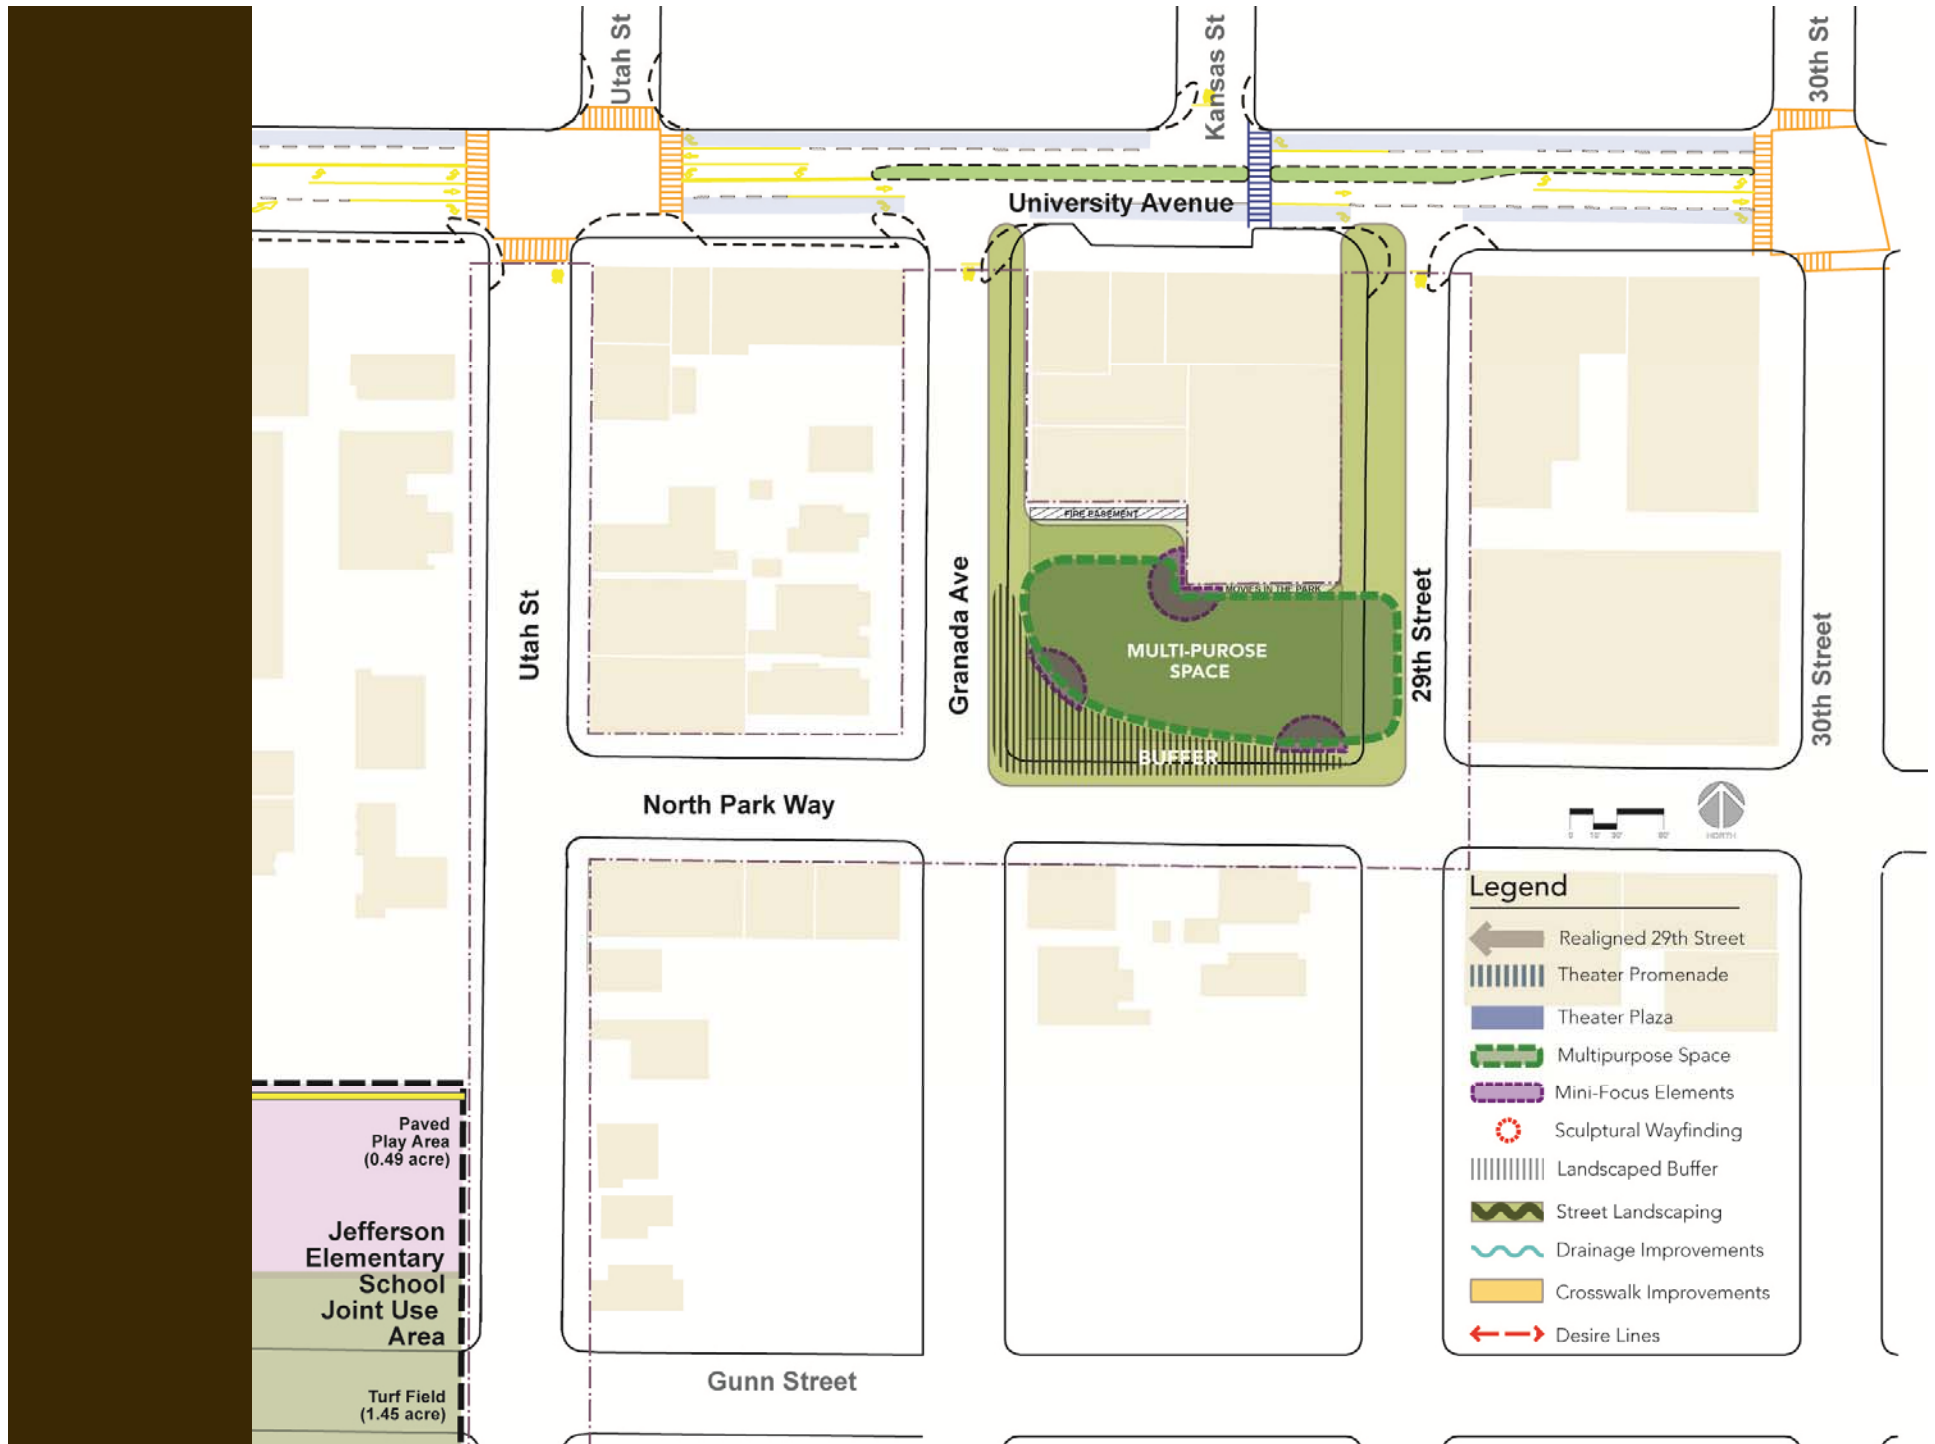 Utah St
Kansas St
30th St
University Avenue
FIRE EASEMENT
MOVIES IN THE PARK
MULTI-PUROSE
SPACE
BUFFER
Utah St
Granada Ave
29th Street
30th Street
North Park Way
NORTH
Legend
Realigned 29th Street
Theater Promenade
Theater Plaza
Multipurpose Space
Mini-Focus Elements
Sculptural Wayfinding
Landscaped Buffer
Street Landscaping
Drainage Improvements
Crosswalk Improvements
Desire Lines
Paved
Play Area
(0.49 acre)
Jefferson
Elementary
School
Joint Use
Area
Turf Field
(1.45 acre)
Gunn Street